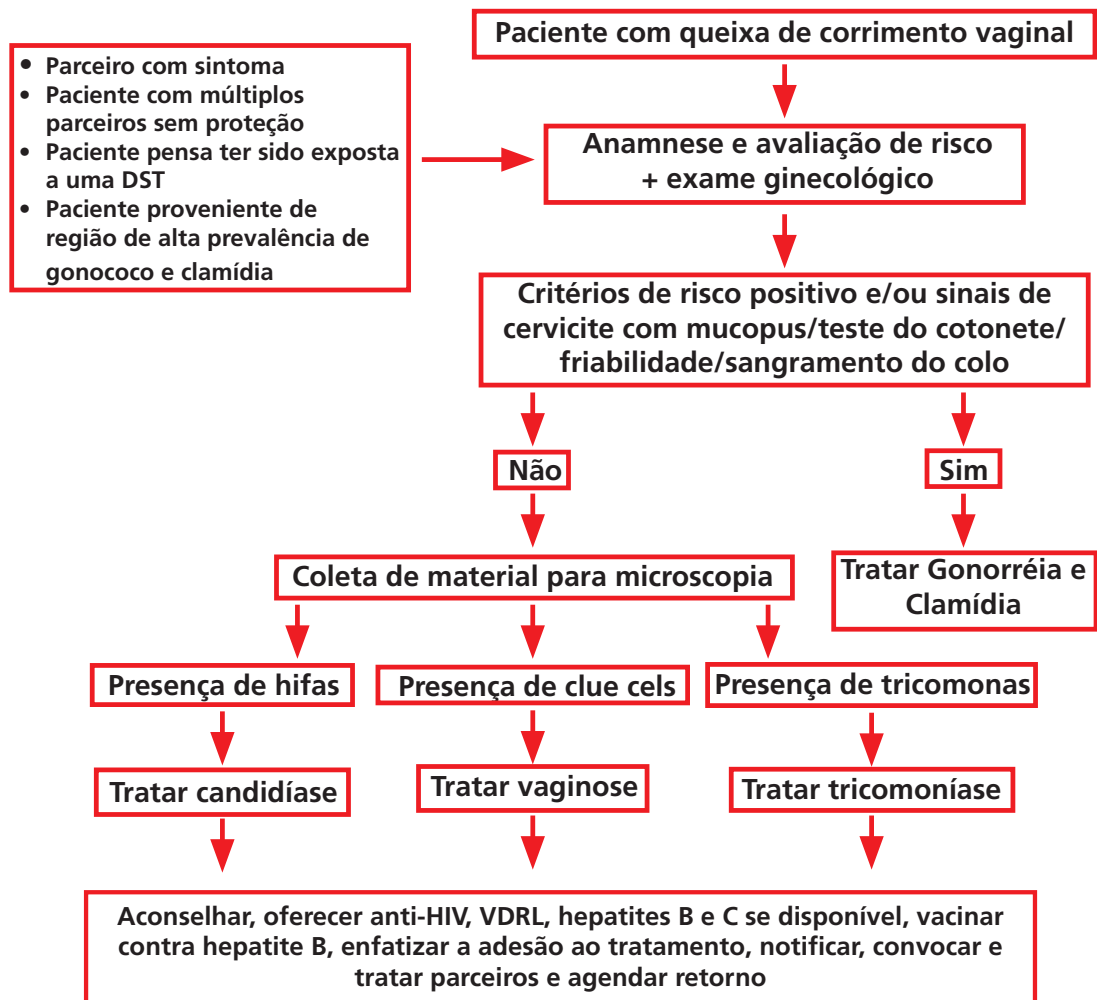 Paciente com queixa de corrimento vaginal
• Parceiro com sintoma
• Paciente com múltiplos
parceiros sem proteção
• Paciente pensa ter sido exposta
a uma DST
• Paciente proveniente de
região de alta prevalência de
gonococo e clamídia
Anamnese e avaliação de risco
+ exame ginecológico
Critérios de risco positivo e/ou sinais de
cervicite com mucopus/teste do cotonete/
friabilidade/sangramento do colo
Não
Sim
Coleta de material para microscopia
Tratar Gonorréia e
Clamídia
Presença de hifas
Presença de clue cels
Presença de tricomonas
Tratar candidíase
Tratar vaginose
Tratar tricomoníase
Aconselhar, oferecer anti-HIV, VDRL, hepatites B e C se disponível, vacinar
contra hepatite B, enfatizar a adesão ao tratamento, notificar, convocar e
tratar parceiros e agendar retorno